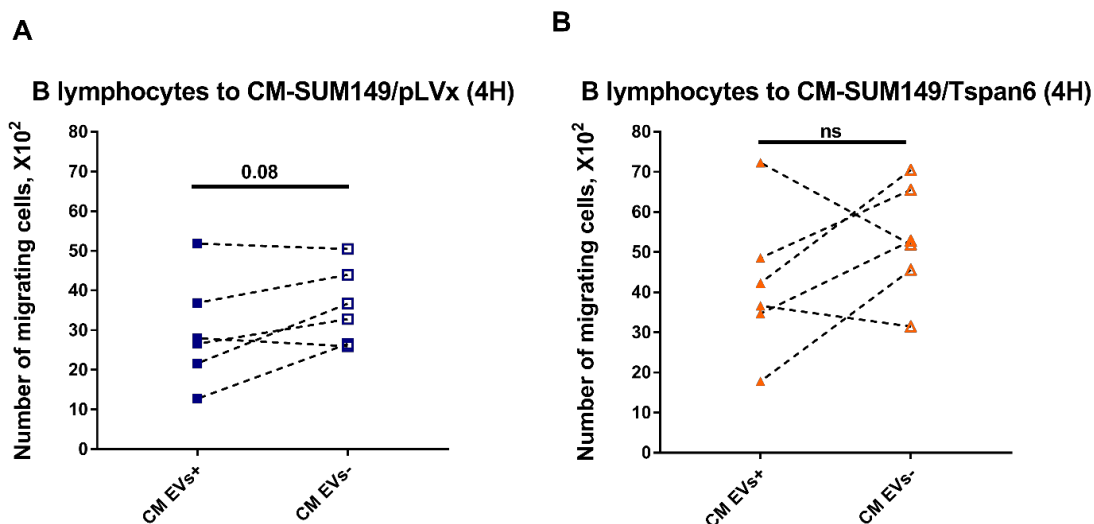 A
B lymphocytes to CM-SUM149/pLVx (4H)
Number of migrating cells, X10²
80
70
60
50
40
30
20
10
0
0.08
CM EVs+
CM EVs-
B
B lymphocytes to CM-SUM149/Tspan6 (4H)
Number of migrating cells, X10²
80
70
60
50
40
30
20
10
0
ns
CM EVs+
CM EVs-